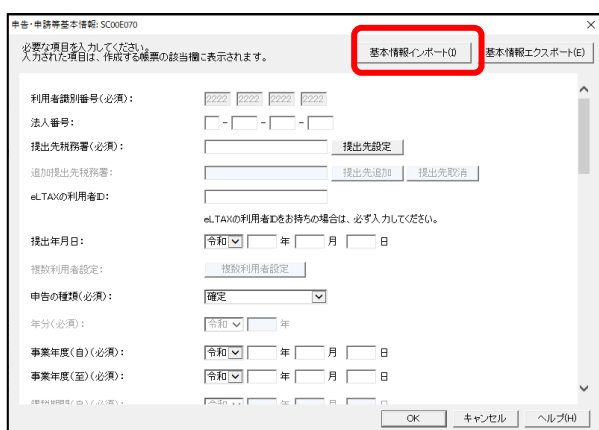 申告・申請等基本情報: SC00E070
必要な項目を入力してください。
入力された項目は、作成する帳票の該当欄に表示されます。
基本情報インポート(I) 基本情報エクスポート(E)
利用者識別番号(必須): 2222 2222 2222 2222
法人番号: - - -
提出先税務署(必須): 提出先設定
追加提出先税務署: 提出先追加 提出先取消
eLTAXの利用者ID:
eLTAXの利用者IDをお持ちの場合は、必ず入力してください。
提出年月日: 令和 年 月 日
複数利用者設定: 複数利用者設定
申告の種類(必須): 確定
年分(必須): 令和 年
事業年度(自)(必須): 令和 年 月 日
事業年度(至)(必須): 令和 年 月 日
課税期間(自)(必須): 令和 年 月 日
OK キャンセル ヘルプ(H)